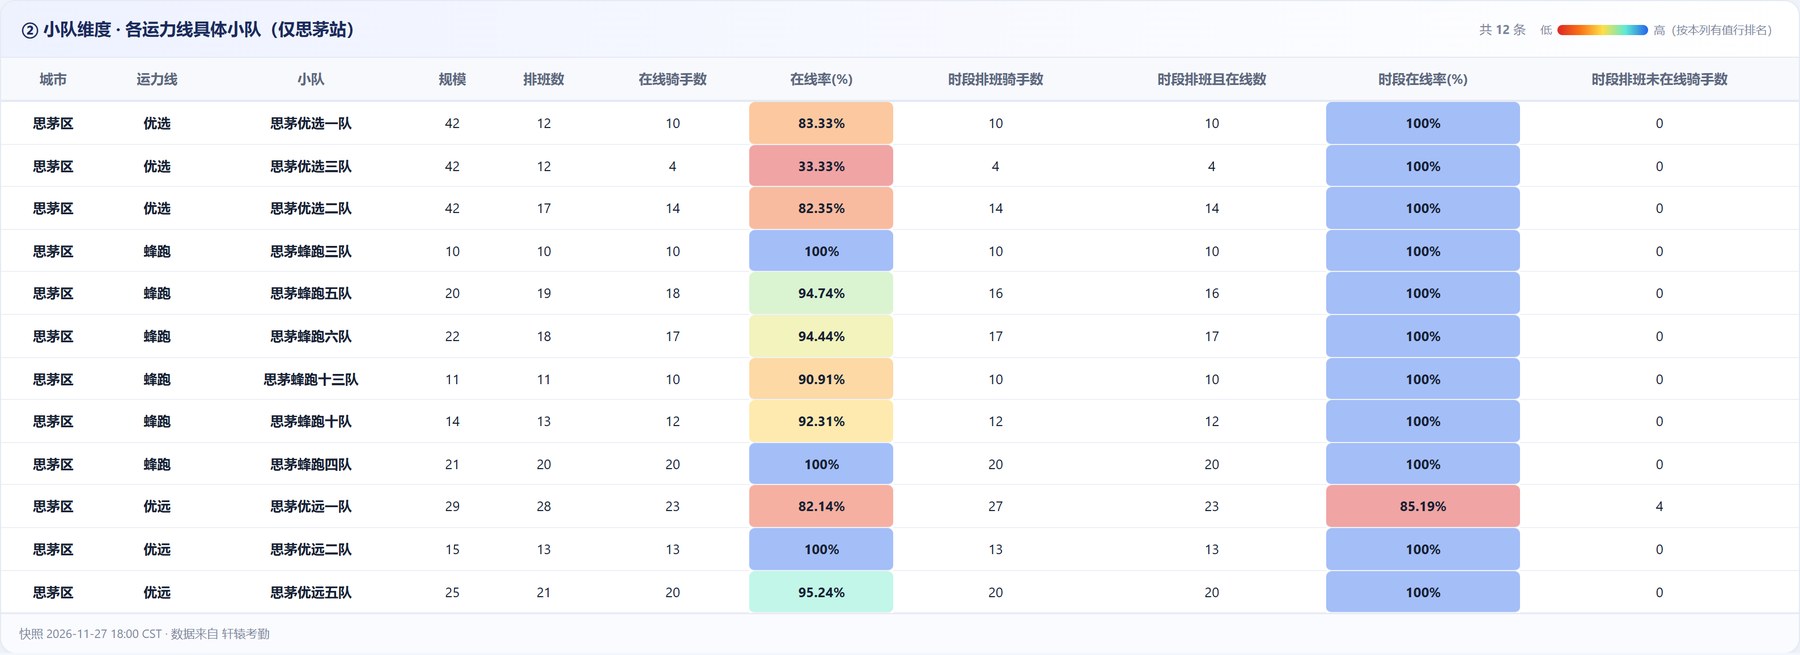 ② 小队维度 · 各运力线具体小队（仅思茅站）
共 12 条 低 高 (按本列有值行排名)
城市 运力线 小队 规模 排班数 在线骑手数 在线率(%) 时段排班骑手数 时段排班且在线数 时段在线率(%) 时段排班未在线骑手数
思茅区 优选 思茅优选一队 42 12 10 83.33% 10 10 100% 0
思茅区 优选 思茅优选三队 42 12 4 33.33% 4 4 100% 0
思茅区 优选 思茅优选二队 42 17 14 82.35% 14 14 100% 0
思茅区 蜂跑 思茅蜂跑三队 10 10 10 100% 10 10 100% 0
思茅区 蜂跑 思茅蜂跑五队 20 19 18 94.74% 16 16 100% 0
思茅区 蜂跑 思茅蜂跑六队 22 18 17 94.44% 17 17 100% 0
思茅区 蜂跑 思茅蜂跑十三队 11 11 10 90.91% 10 10 100% 0
思茅区 蜂跑 思茅蜂跑十队 14 13 12 92.31% 12 12 100% 0
思茅区 蜂跑 思茅蜂跑四队 21 20 20 100% 20 20 100% 0
思茅区 优远 思茅优远一队 29 28 23 82.14% 27 23 85.19% 4
思茅区 优远 思茅优远二队 15 13 13 100% 13 13 100% 0
思茅区 优远 思茅优远五队 25 21 20 95.24% 20 20 100% 0
快照 2026-11-27 18:00 CST · 数据来自 轩辕考勤